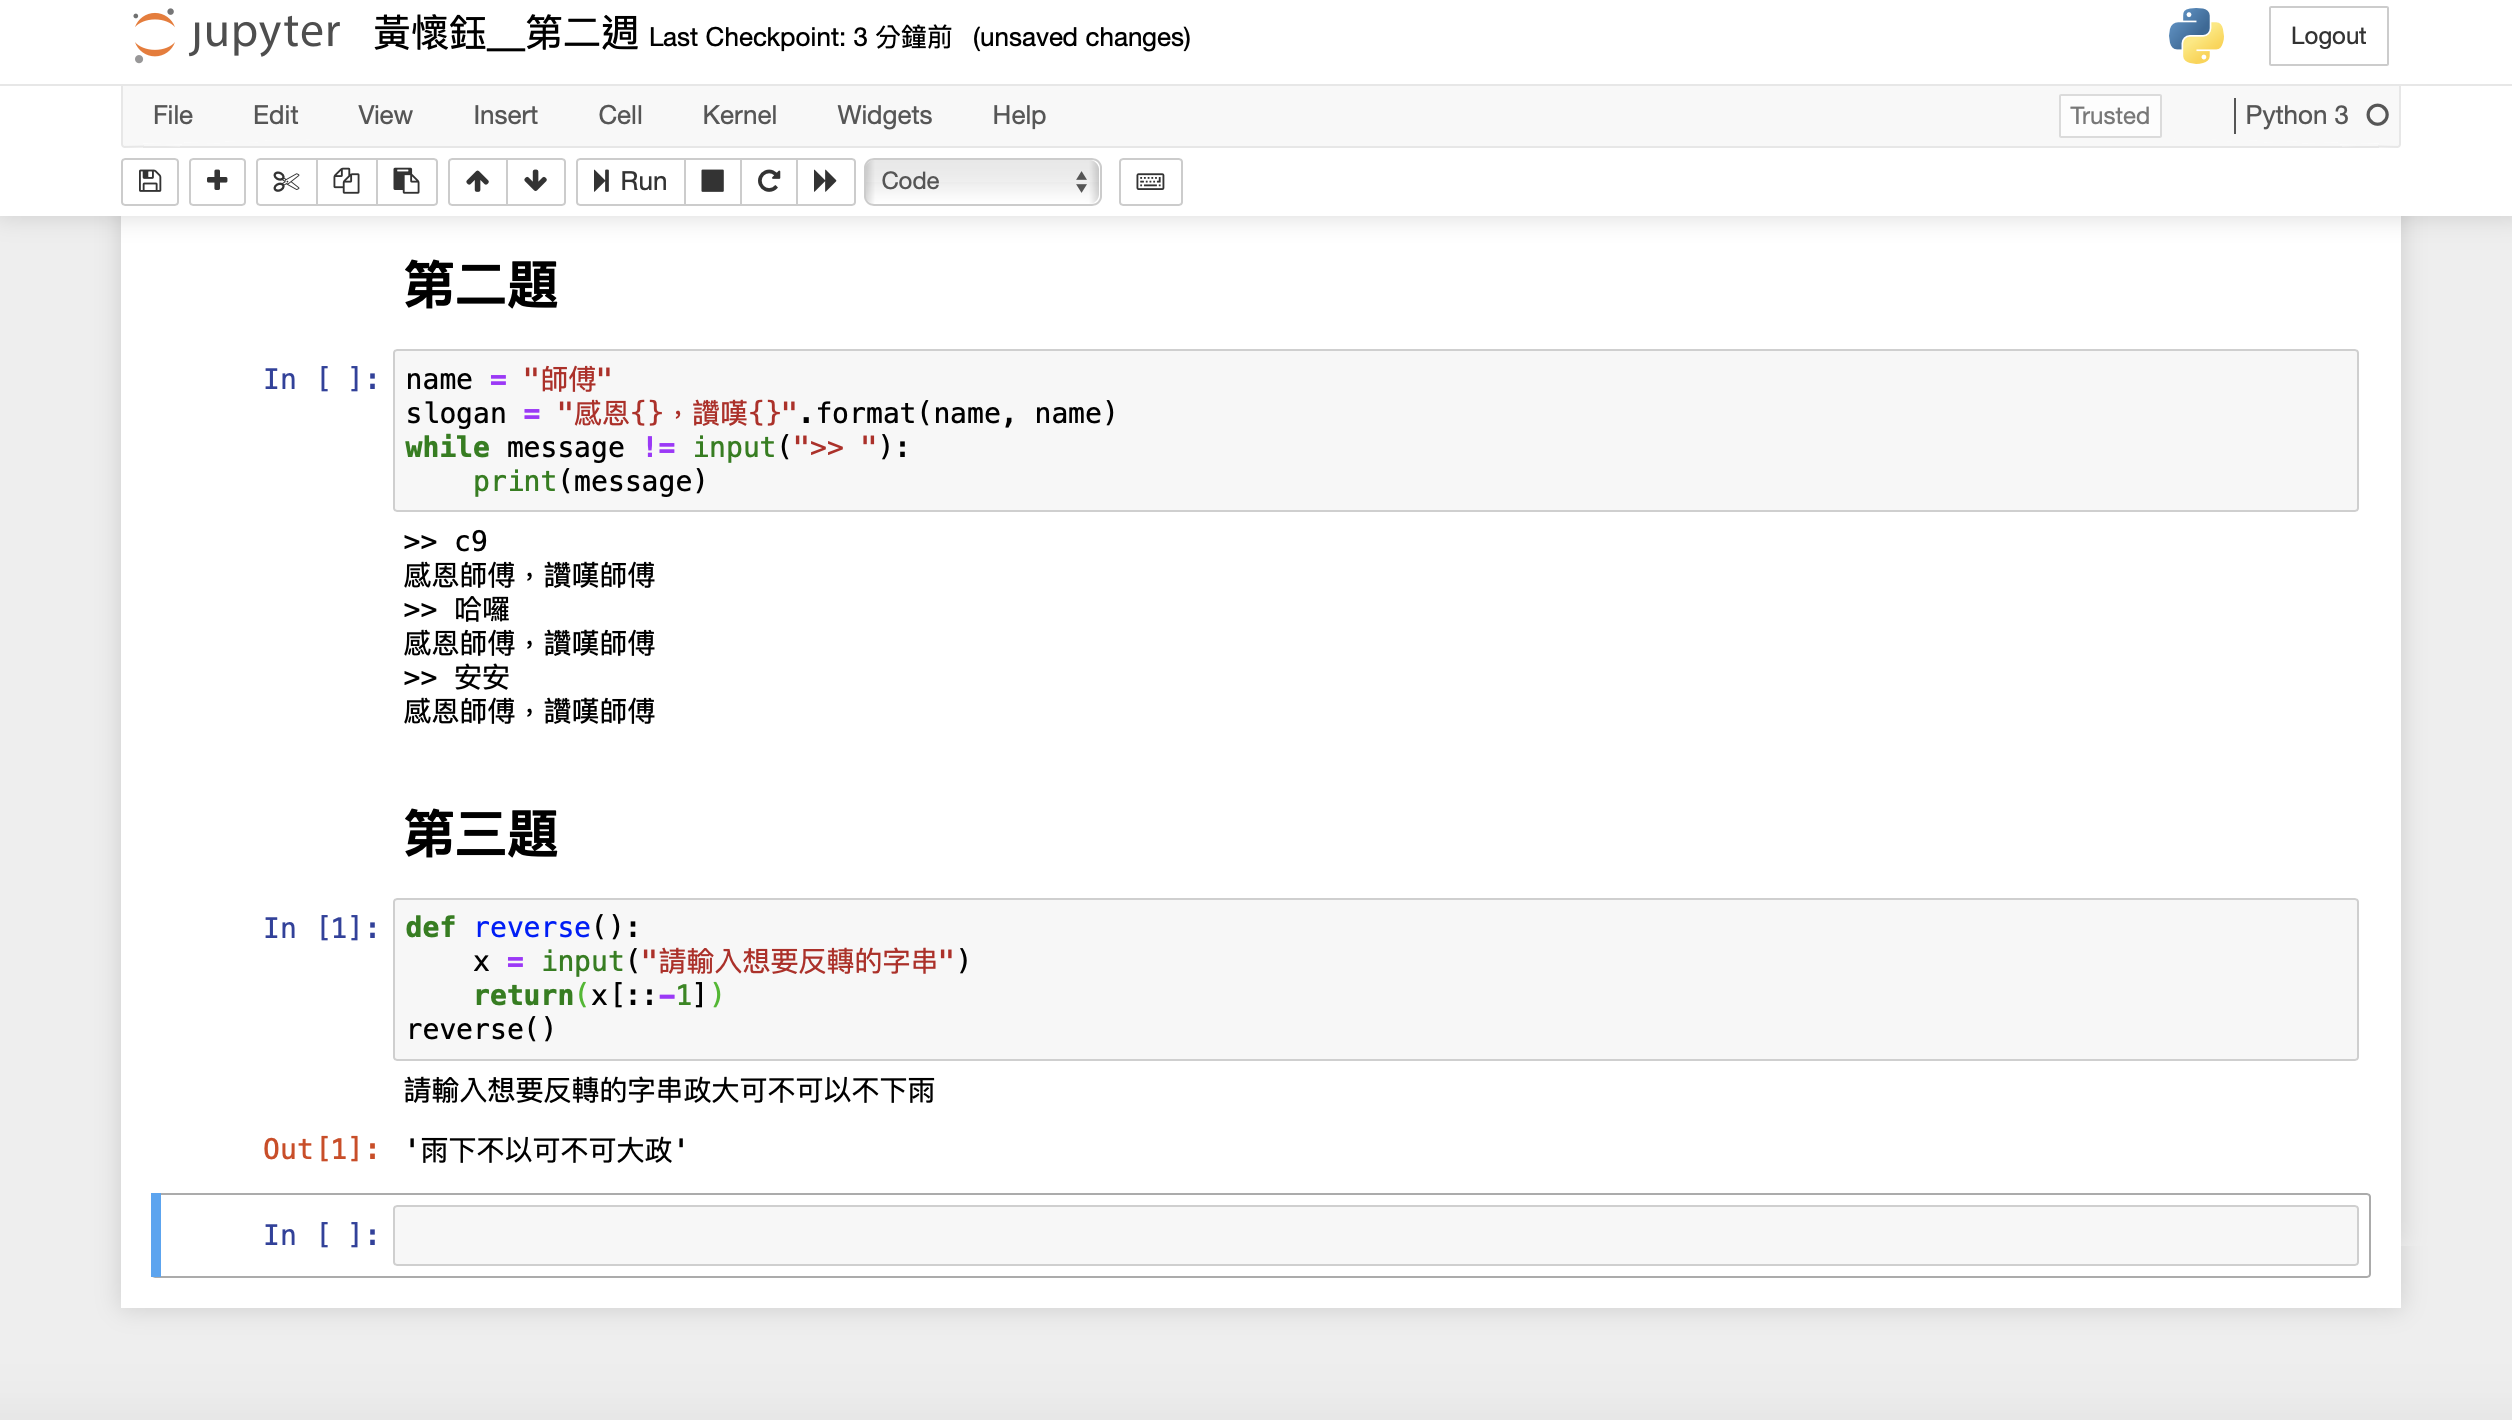 jupyter 黃懷鈺__第二週 Last Checkpoint: 3 分鐘前 (unsaved changes) Logout
File Edit View Insert Cell Kernel Widgets Help Trusted Python 3
Run Code
第二題
In [ ]: name = "師傅"
slogan = "感恩{}，讚嘆{}".format(name, name)
while message != input(">> "):
    print(message)
>> c9
感恩師傅，讚嘆師傅
>> 哈囉
感恩師傅，讚嘆師傅
>> 安安
感恩師傅，讚嘆師傅
第三題
In [1]: def reverse():
    x = input("請輸入想要反轉的字串")
    return(x[::-1])
reverse()
請輸入想要反轉的字串政大可不可以不下雨
Out[1]: '雨下不以可不可大政'
In [ ]: